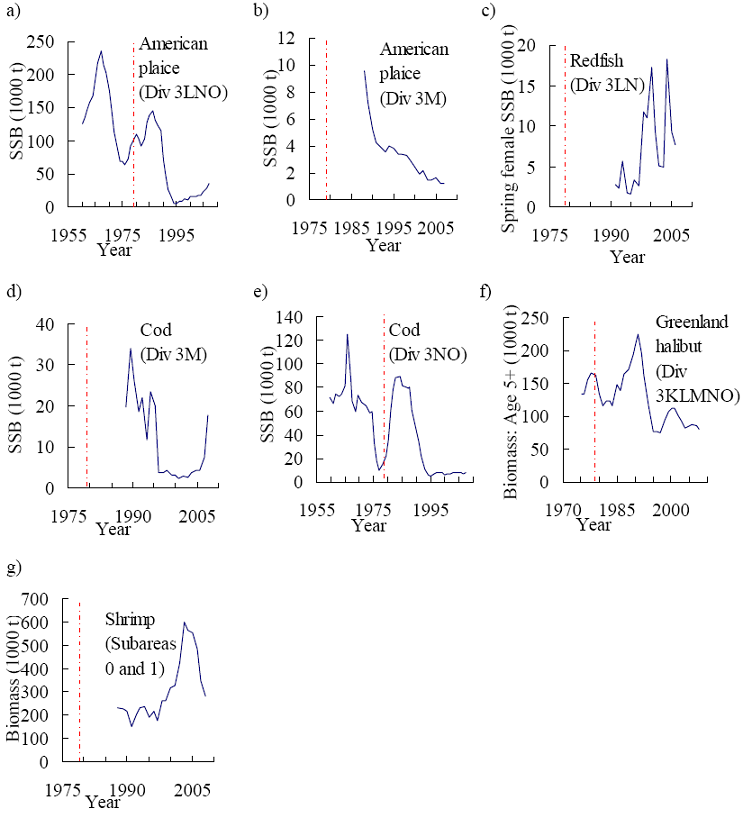 a)
250
200
150
100
50
0
SSB (1000 t)
American
plaice
(Div 3LNO)
1955 1975 1995
Year
b)
12
10
8
6
4
2
0
SSB (1000 t)
American
plaice
(Div 3M)
1975 1985 1995 2005
Year
c)
20
15
10
5
0
Spring female SSB (1000 t)
Redfish
(Div 3LN)
1975 1990 2005
Year
d)
40
30
20
10
0
SSB (1000 t)
Cod
(Div 3M)
1975 1990 2005
Year
e)
140
120
100
80
60
40
20
0
SSB (1000 t)
Cod
(Div 3NO)
1955 1975 1995
Year
f)
250
200
150
100
50
0
Biomass: Age 5+ (1000 t)
Greenland
halibut
(Div
3KLMNO)
1970 1985 2000
Year
g)
700
600
500
400
300
200
100
0
Biomass (1000 t)
Shrimp
(Subareas
0 and 1)
1975 1990 2005
Year